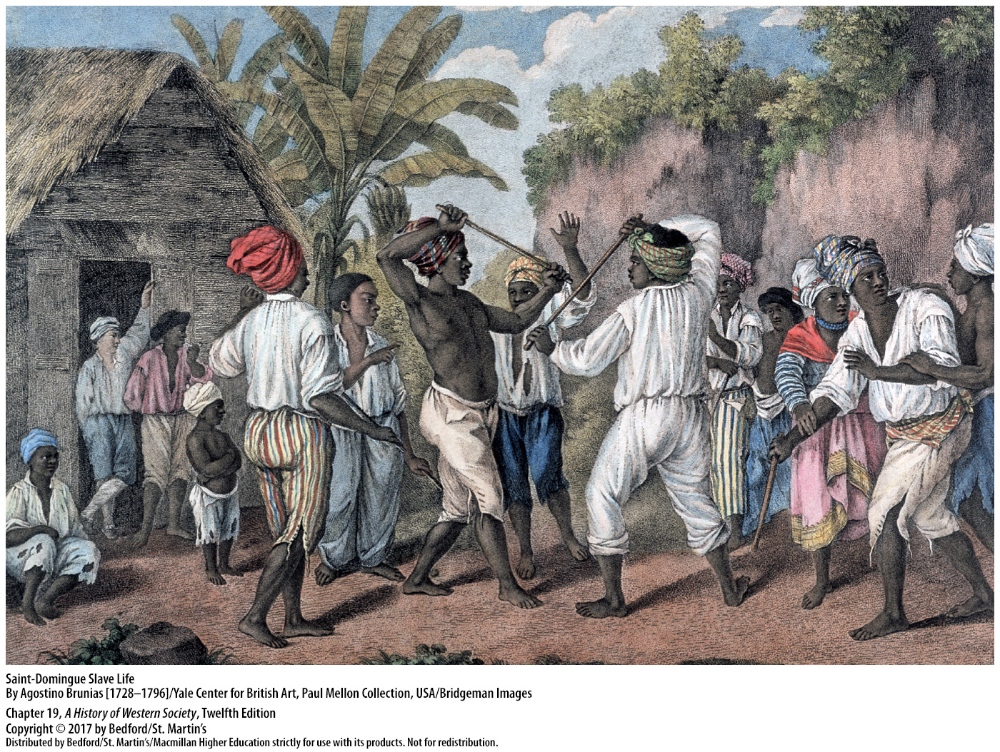 Saint-Domingue Slave Life
By Agostino Brunias [1728–1796]/Yale Center for British Art, Paul Mellon Collection, USA/Bridgeman Images
Chapter 19, A History of Western Society, Twelfth Edition
Copyright © 2017 by Bedford/St. Martin’s
Distributed by Bedford/St. Martin’s/Macmillan Higher Education strictly for use with its products. Not for redistribution.